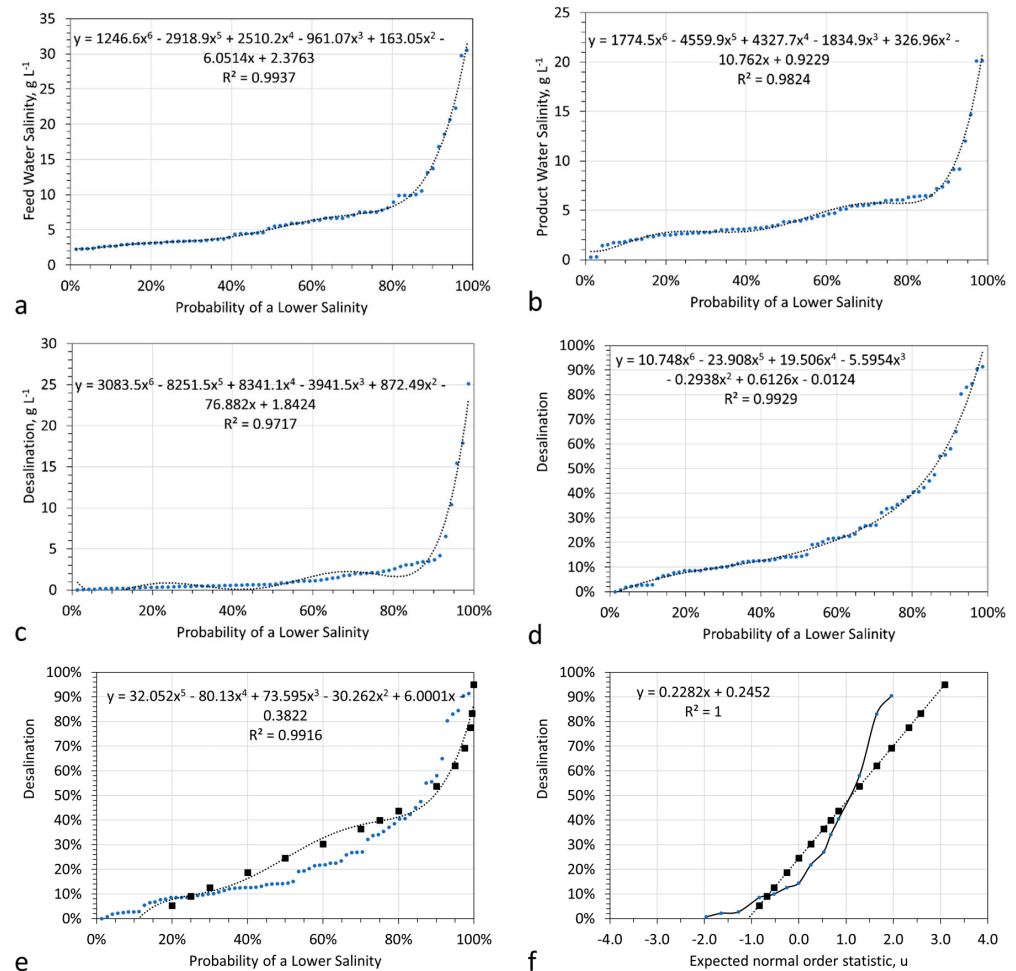 35
30
25
20
15
10
5
0
Feed Water Salinity, g L⁻¹
y = 1246.6x⁶ - 2918.9x⁵ + 2510.2x⁴ - 961.07x³ + 163.05x² -
6.0514x + 2.3763
R² = 0.9937
0% 20% 40% 60% 80% 100%
Probability of a Lower Salinity
a
25
20
15
10
5
0
Product Water Salinity, g L⁻¹
y = 1774.5x⁶ - 4559.9x⁵ + 4327.7x⁴ - 1834.9x³ + 326.96x² -
10.762x + 0.9229
R² = 0.9824
0% 20% 40% 60% 80% 100%
Probability of a Lower Salinity
b
30
25
20
15
10
5
0
Desalination, g L⁻¹
y = 3083.5x⁶ - 8251.5x⁵ + 8341.1x⁴ - 3941.5x³ + 872.49x² -
76.882x + 1.8424
R² = 0.9717
0% 20% 40% 60% 80% 100%
Probability of a Lower Salinity
c
100%
90%
80%
70%
60%
50%
40%
30%
20%
10%
0%
Desalination
y = 10.748x⁶ - 23.908x⁵ + 19.506x⁴ - 5.5954x³
- 0.2938x² + 0.6126x - 0.0124
R² = 0.9929
0% 20% 40% 60% 80% 100%
Probability of a Lower Salinity
d
100%
90%
80%
70%
60%
50%
40%
30%
20%
10%
0%
Desalination
y = 32.052x⁵ - 80.13x⁴ + 73.595x³ - 30.262x² + 6.0001x -
0.3822
R² = 0.9916
0% 20% 40% 60% 80% 100%
Probability of a Lower Salinity
e
100%
90%
80%
70%
60%
50%
40%
30%
20%
10%
0%
Desalination
y = 0.2282x + 0.2452
R² = 1
-4.0 -3.0 -2.0 -1.0 0.0 1.0 2.0 3.0 4.0
Expected normal order statistic, u
f